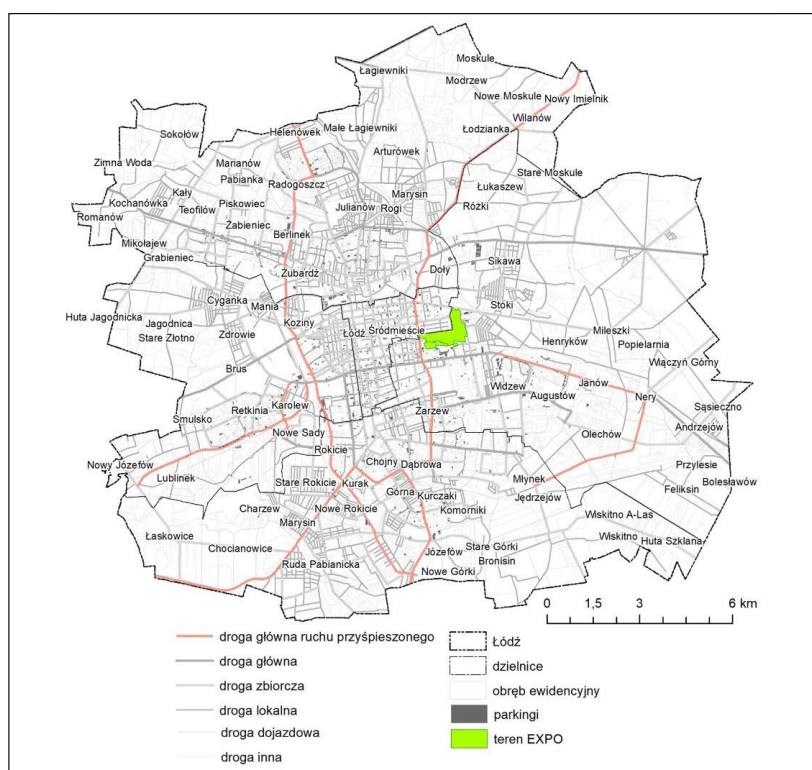 Moskule
Łagiewniki
Modrzew
Nowe Moskule
Nowy Imielnik
Wilanów
Małe Łagiewniki
Helenówek
Łodzianka
Sokołów
Arturówek
Zimna Woda
Marianów
Stare Moskule
Pabianka
Radogoszcz
Łukaszew
Kały
Marysin
Kochanówka
Piskowiec
Julianów
Rogi
Różki
Teofilów
Romanów
Żabieniec
Berlinek
Mikołajew
Grabieniec
Sikawa
Doły
Żubardź
Cyganka
Mania
Stoki
Huta Jagodnicka
Jagodnica
Koziny
Łódź
Śródmieście
Mileszki
Stare Złotno
Zdrowie
Henryków
Popielarnia
Wiączyń Górny
Brus
Janów
Widzew
Augustów
Nery
Karolew
Sąsieczno
Retkinia
Zarzew
Smulsko
Andrzejów
Nowe Sady
Olechów
Rokicie
Chojny
Dąbrowa
Nowy Józefów
Przylesie
Lublinek
Stare Rokicie
Kurak
Młynek
Bolesławów
Górna
Kurczaki
Jędrzejów
Feliksin
Charzew
Nowe Rokicie
Komorniki
Marysin
Wiskitno A-Las
Łaskowice
Wiskitno
Huta Szklana
Chocianowice
Józefów
Stare Górki
Bronisin
Ruda Pabianicka
Nowe Górki
0 1,5 3 6 km
droga główna ruchu przyśpieszonego
droga główna
droga zbiorcza
droga lokalna
droga dojazdowa
droga inna
Łódź
dzielnice
obręb ewidencyjny
parkingi
teren EXPO